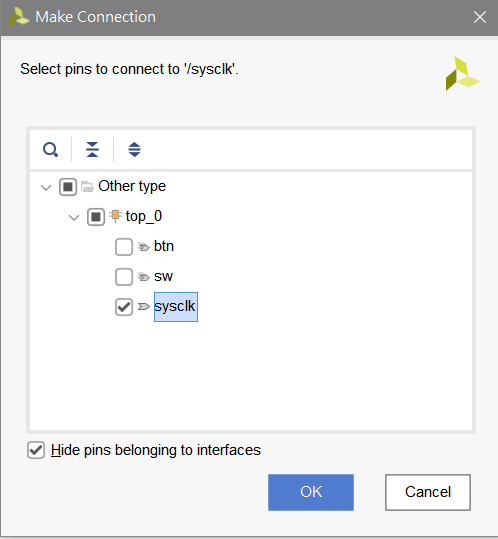 Make Connection
Select pins to connect to '/sysclk'.
Other type
top_0
btn
sw
sysclk
Hide pins belonging to interfaces
OK
Cancel